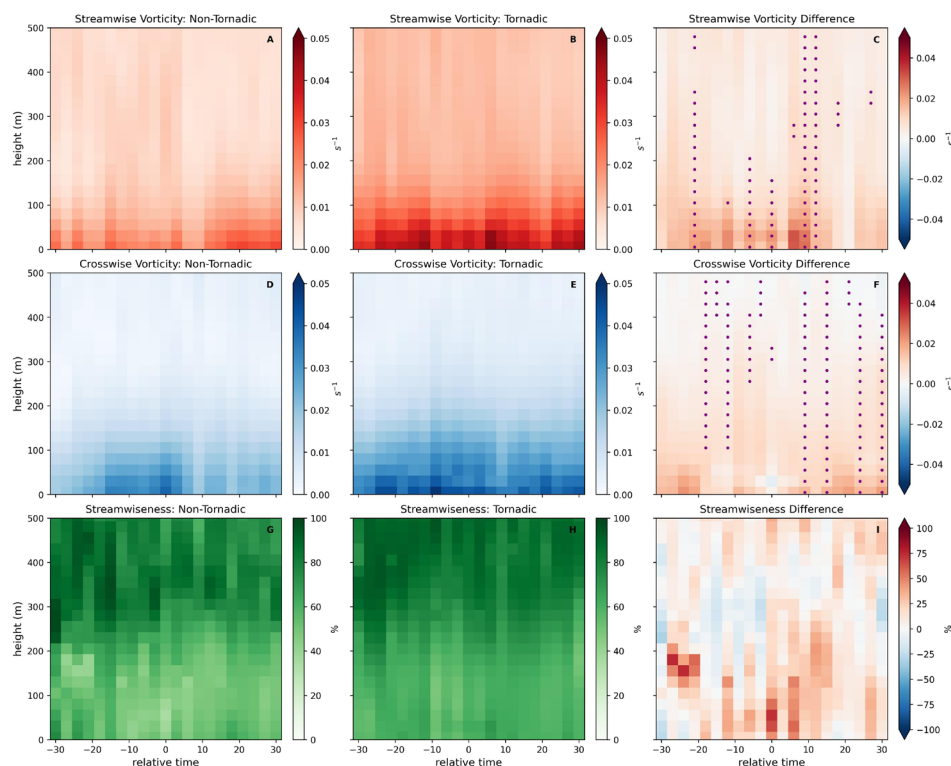 Streamwise Vorticity: Non-Tornadic
Streamwise Vorticity: Tornadic
Streamwise Vorticity Difference
A
B
C
500
400
300
200
100
0
height (m)
0.05
0.04
0.03
0.02
0.01
0.00
s⁻¹
0.05
0.04
0.03
0.02
0.01
0.00
s⁻¹
0.04
0.02
0.00
−0.02
−0.04
s⁻¹
Crosswise Vorticity: Non-Tornadic
Crosswise Vorticity: Tornadic
Crosswise Vorticity Difference
D
E
F
500
400
300
200
100
0
height (m)
0.05
0.04
0.03
0.02
0.01
0.00
s⁻¹
0.05
0.04
0.03
0.02
0.01
0.00
s⁻¹
0.04
0.02
0.00
−0.02
−0.04
s⁻¹
Streamwiseness: Non-Tornadic
Streamwiseness: Tornadic
Streamwiseness Difference
G
H
I
500
400
300
200
100
0
height (m)
100
80
60
40
20
0
%
100
80
60
40
20
0
%
100
75
50
25
0
−25
−50
−75
−100
%
−30 −20 −10 0 10 20 30
−30 −20 −10 0 10 20 30
−30 −20 −10 0 10 20 30
relative time
relative time
relative time